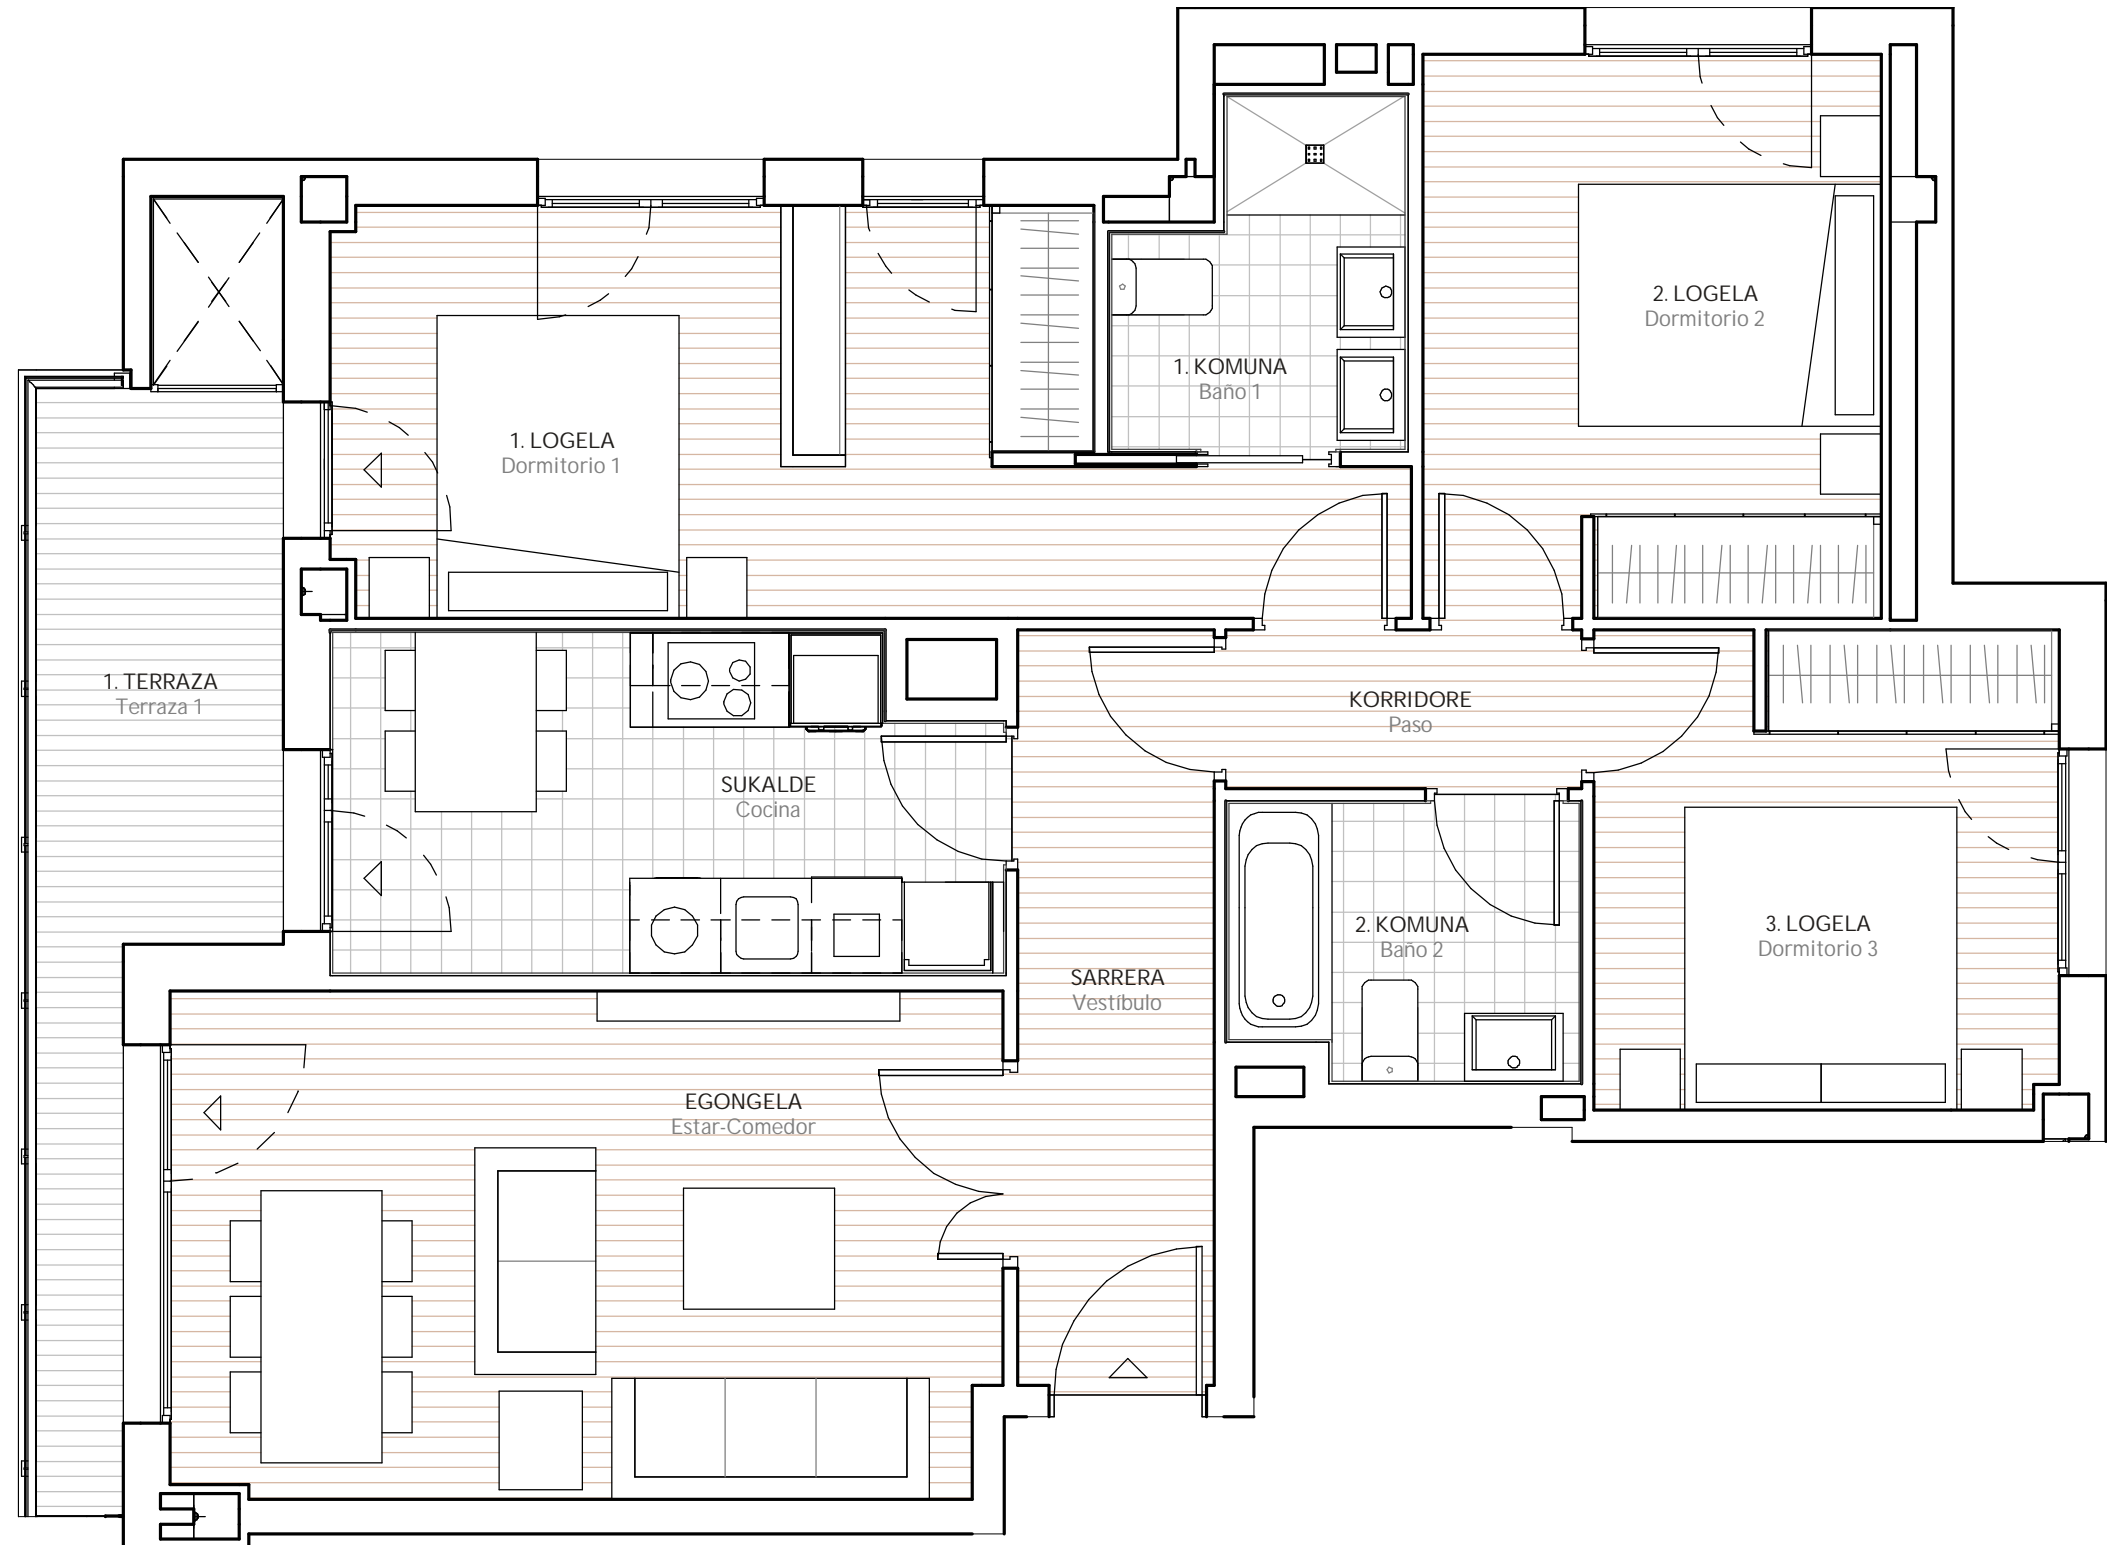 2. LOGELA
Dormitorio 2
1. KOMUNA
Baño 1
1. LOGELA
Dormitorio 1
1. TERRAZA
Terraza 1
KORRIDORE
Paso
SUKALDE
Cocina
2. KOMUNA
Baño 2
3. LOGELA
Dormitorio 3
SARRERA
Vestíbulo
EGONGELA
Estar-Comedor